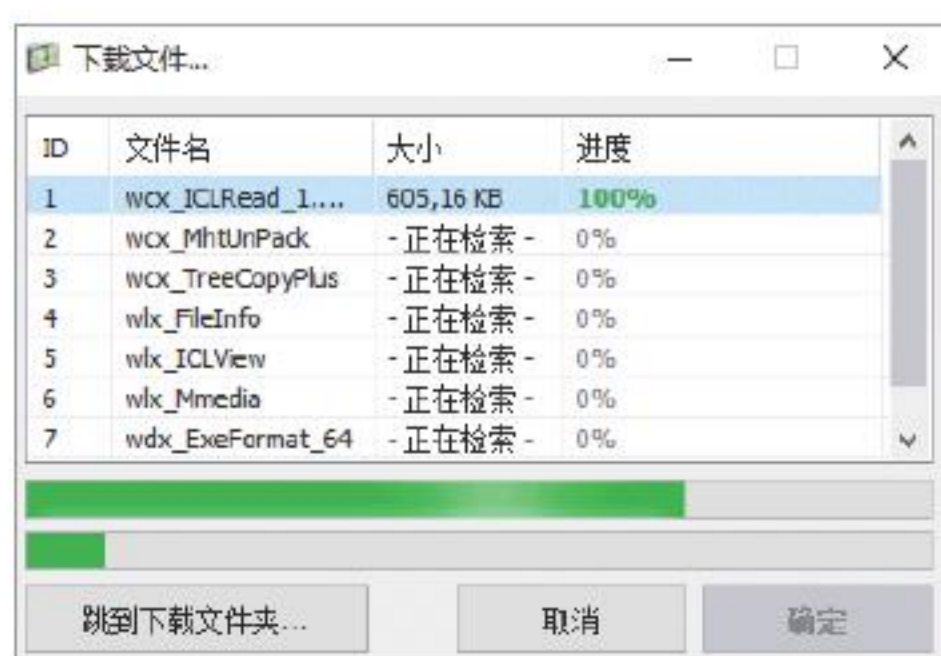 下载文件...
ID 文件名 大小 进度
1 wcx_ICLRead_1.... 605,16 KB 100%
2 wcx_MhtUnPack -正在检索- 0%
3 wcx_TreeCopyPlus -正在检索- 0%
4 wlx_FileInfo -正在检索- 0%
5 wlx_ICLView -正在检索- 0%
6 wlx_Mmedia -正在检索- 0%
7 wdx_ExeFormat_64 -正在检索- 0%
跳到下载文件夹... 取消 确定